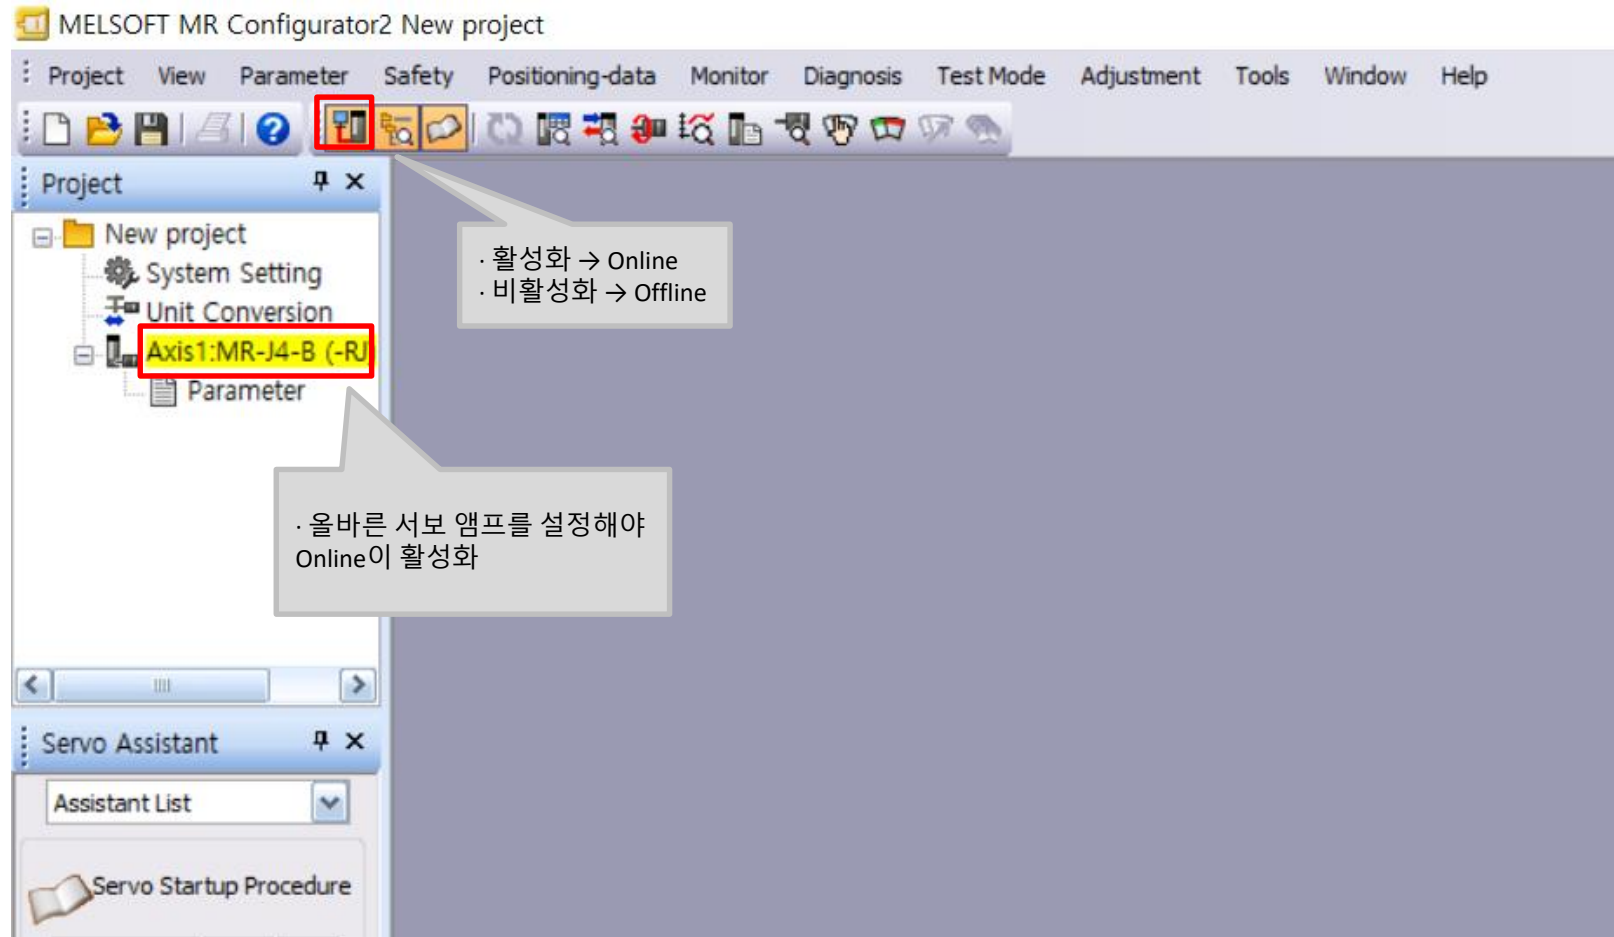 MELSOFT MR Configurator2 New project
Project View Parameter Safety Positioning-data Monitor Diagnosis Test Mode Adjustment Tools Window Help
Project
New project
System Setting
Unit Conversion
Axis1:MR-J4-B (-RJ)
Parameter
· 활성화 → Online
· 비활성화 → Offline
· 올바른 서보 앰프를 설정해야
Online이 활성화
Servo Assistant
Assistant List
Servo Startup Procedure